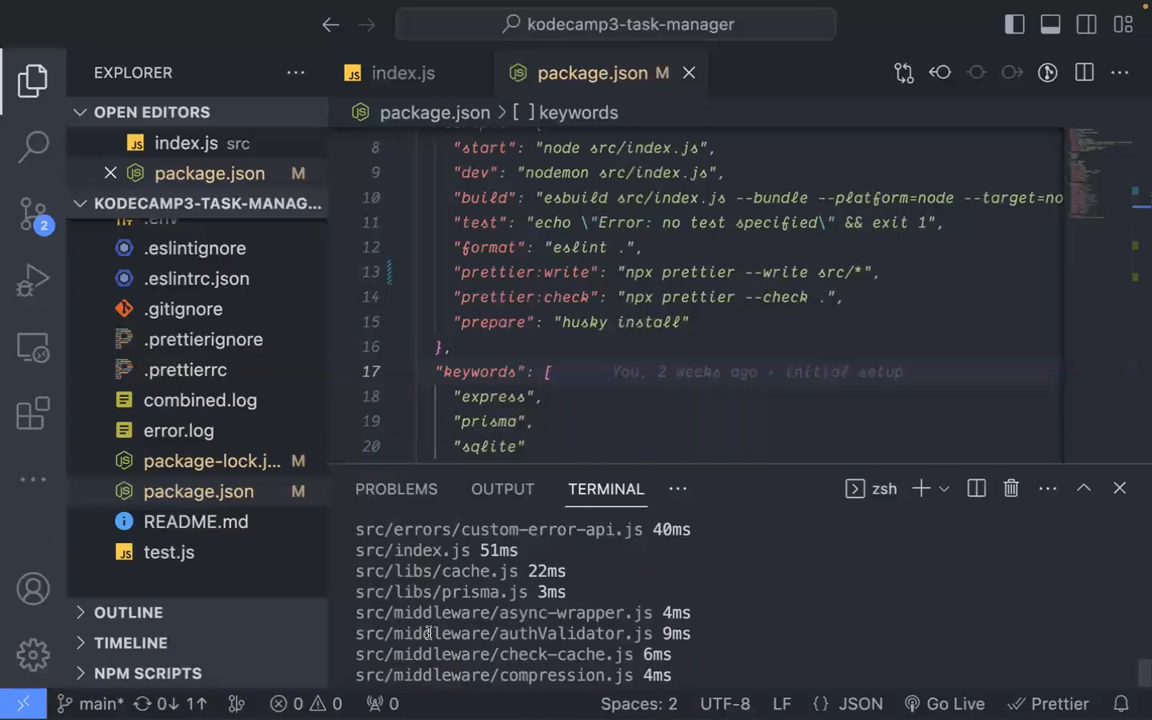 kodecamp3-task-manager
EXPLORER
index.js
package.json M
OPEN EDITORS
package.json > [ ] keywords
index.js src
package.json M
KODECAMP3-TASK-MANAG...
.eslintignore
.eslintrc.json
.gitignore
.prettierignore
.prettierrc
combined.log
error.log
package-lock.j... M
package.json M
README.md
test.js
OUTLINE
TIMELINE
NPM SCRIPTS
2
8 "start": "node src/index.js",
9 "dev": "nodemon src/index.js",
10 "build": "esbuild src/index.js --bundle --platform=node --target=no
11 "test": "echo \"Error: no test specified\" && exit 1",
12 "format": "eslint .",
13 "prettier:write": "npx prettier --write src/*",
14 "prettier:check": "npx prettier --check .",
15 "prepare": "husky install"
16 },
17 "keywords": [ You, 2 weeks ago • initial setup
18 "express",
19 "prisma",
20 "sqlite"
PROBLEMS OUTPUT TERMINAL zsh
src/errors/custom-error-api.js 40ms
src/index.js 51ms
src/libs/cache.js 22ms
src/libs/prisma.js 3ms
src/middleware/async-wrapper.js 4ms
src/middleware/authValidator.js 9ms
src/middleware/check-cache.js 6ms
src/middleware/compression.js 4ms
main* 0↓ 1↑ 0 0 0 Spaces: 2 UTF-8 LF {} JSON Go Live Prettier